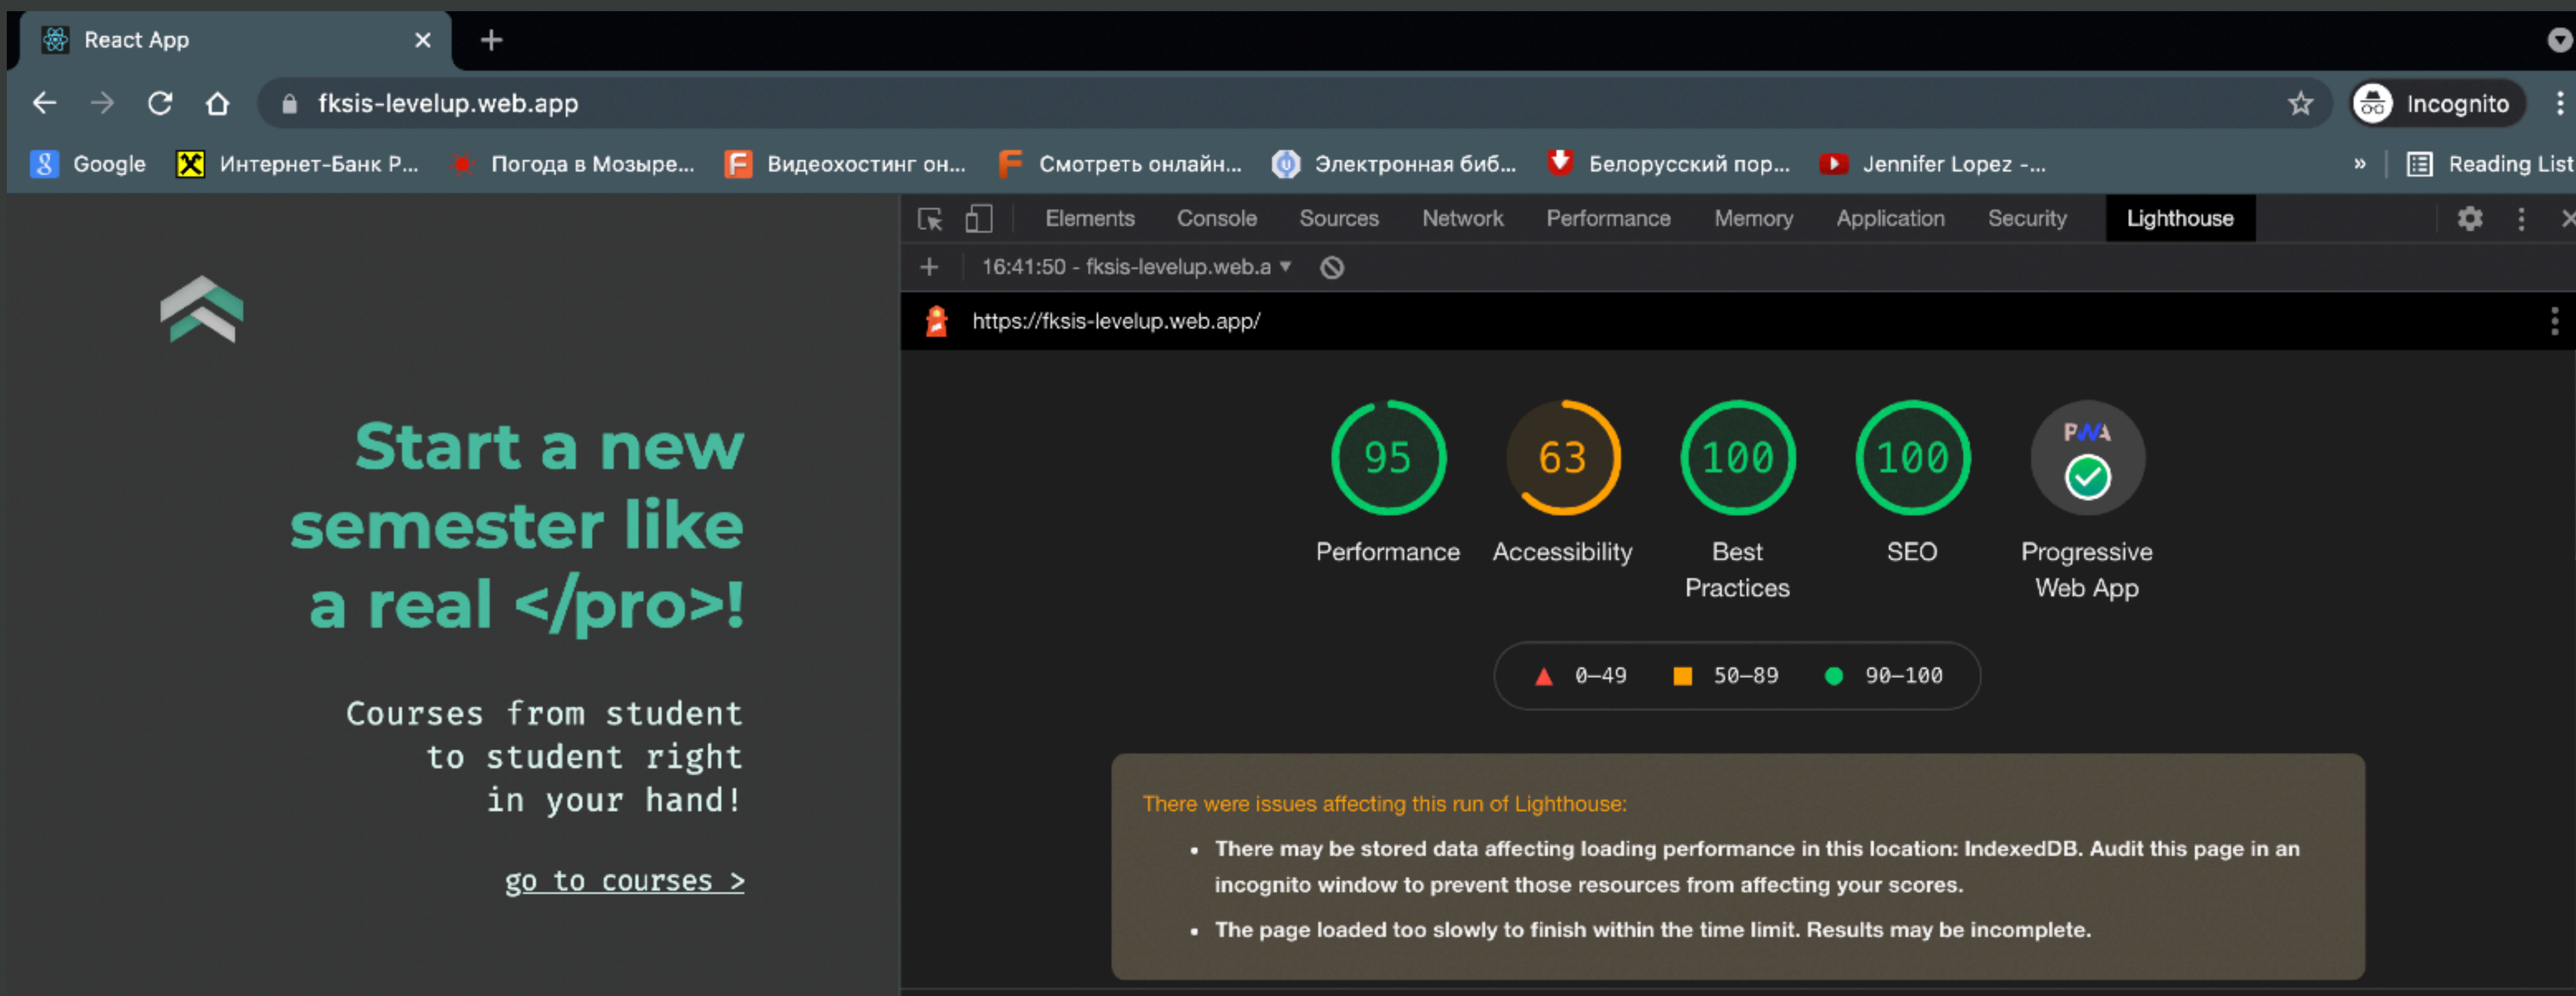 React App
fksis-levelup.web.app
Incognito
Google
Интернет-Банк Р...
Погода в Мозыре...
Видеохостинг он...
Смотреть онлайн...
Электронная биб...
Белорусский пор...
Jennifer Lopez -...
»
Reading List
Elements Console Sources Network Performance Memory Application Security Lighthouse
16:41:50 - fksis-levelup.web.a
https://fksis-levelup.web.app/
Start a new
semester like
a real </pro>!
Courses from student
to student right
in your hand!
go to courses >
95
63
100
100
PWA
Performance
Accessibility
Best
Practices
SEO
Progressive
Web App
0–49
50–89
90–100
There were issues affecting this run of Lighthouse:
• There may be stored data affecting loading performance in this location: IndexedDB. Audit this page in an
incognito window to prevent those resources from affecting your scores.
• The page loaded too slowly to finish within the time limit. Results may be incomplete.